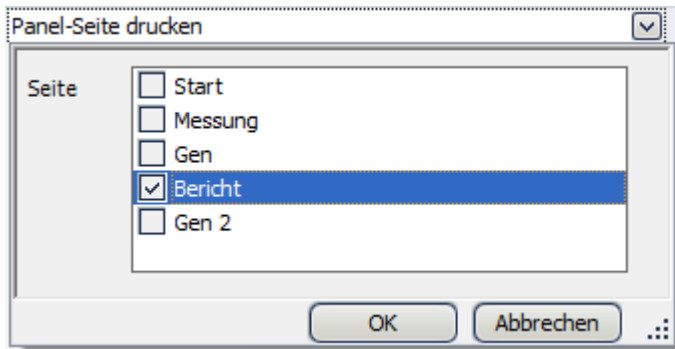 Panel-Seite drucken
Seite
Start
Messung
Gen
Bericht
Gen 2
OK
Abbrechen